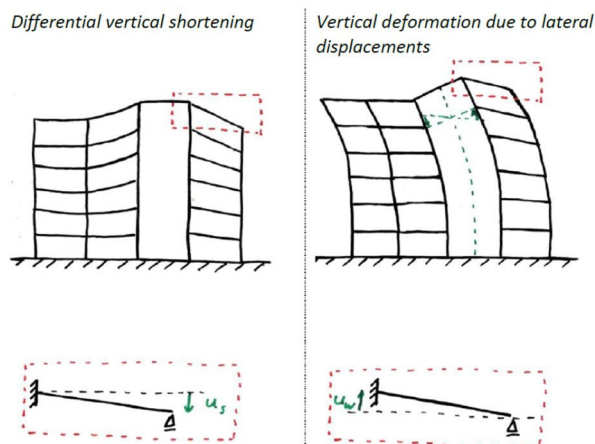 Differential vertical shortening
Vertical deformation due to lateral
displacements
us
uw